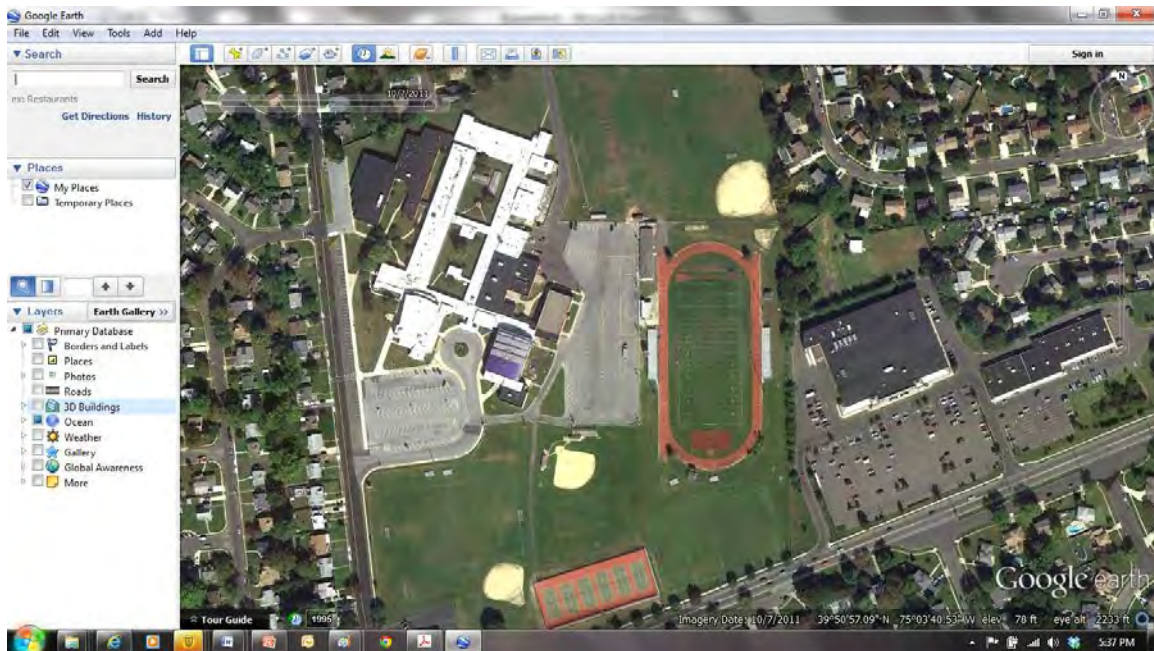 Google Earth
File Edit View Tools Add Help
▼ Search
Search
ex: Restaurants
Get Directions History
▼ Places
My Places
Temporary Places
▼ Layers
Earth Gallery >>
Primary Database
Borders and Labels
Places
Photos
Roads
3D Buildings
Ocean
Weather
Gallery
Global Awareness
More
Sign in
10/7/2011
N
Google earth
Tour Guide
1995
Imagery Date: 10/7/2011 39°50'57.09" N 75°03'40.53" W elev 78 ft eye alt 2233 ft
5:37 PM